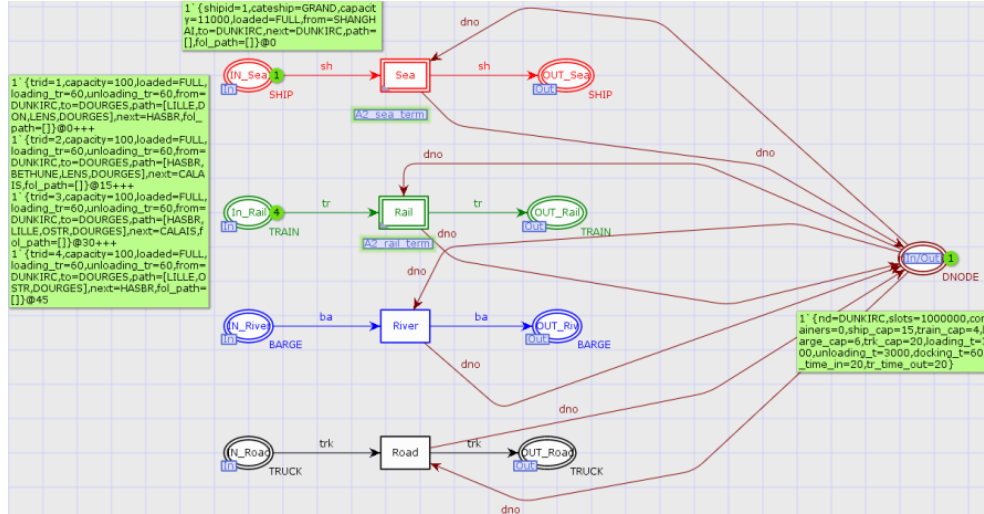 1`{shipid=1,cateship=GRAND,capacit
y=11000,loaded=FULL,from=SHANGH
AI,to=DUNKIRC,next=DUNKIRC,path=
[],fol_path=[]}@0
IN_Sea
1
In
SHIP
sh
Sea
A2_sea_term
sh
OUT_Sea
Out
SHIP
dno
dno
1`{trid=1,capacity=100,loaded=FULL,
loading_tr=60,unloading_tr=60,from=
DUNKIRC,to=DOURGES,path=[LILLE,D
ON,LENS,DOURGES],next=HASBR,fol_
path=[]}@0+++
1`{trid=2,capacity=100,loaded=FULL,
loading_tr=60,unloading_tr=60,from=
DUNKIRC,to=DOURGES,path=[HASBR,
BETHUNE,LENS,DOURGES],next=CALA
IS,fol_path=[]}@15+++
1`{trid=3,capacity=100,loaded=FULL,
loading_tr=60,unloading_tr=60,from=
DUNKIRC,to=DOURGES,path=[HASBR,
LILLE,OSTR,DOURGES],next=CALAIS,f
ol_path=[]}@30+++
1`{trid=4,capacity=100,loaded=FULL,
loading_tr=60,unloading_tr=60,from=
DUNKIRC,to=DOURGES,path=[LILLE,O
STR,DOURGES],next=HASBR,fol_path=
[]}@45
In_Rail
4
In
TRAIN
tr
Rail
A2_rail_term
tr
OUT_Rail
Out
TRAIN
dno
dno
In/Out
1
DNODE
IN_River
In
BARGE
ba
River
ba
OUT_Riv
Out
BARGE
dno
dno
1`{nd=DUNKIRC,slots=1000000,con
ainers=0,ship_cap=15,train_cap=4,
arge_cap=6,trk_cap=20,loading_t=
00,unloading_t=3000,docking_t=60
_time_in=20,tr_time_out=20}
IN_Road
In
TRUCK
trk
Road
trk
OUT_Road
Out
TRUCK
dno
dno